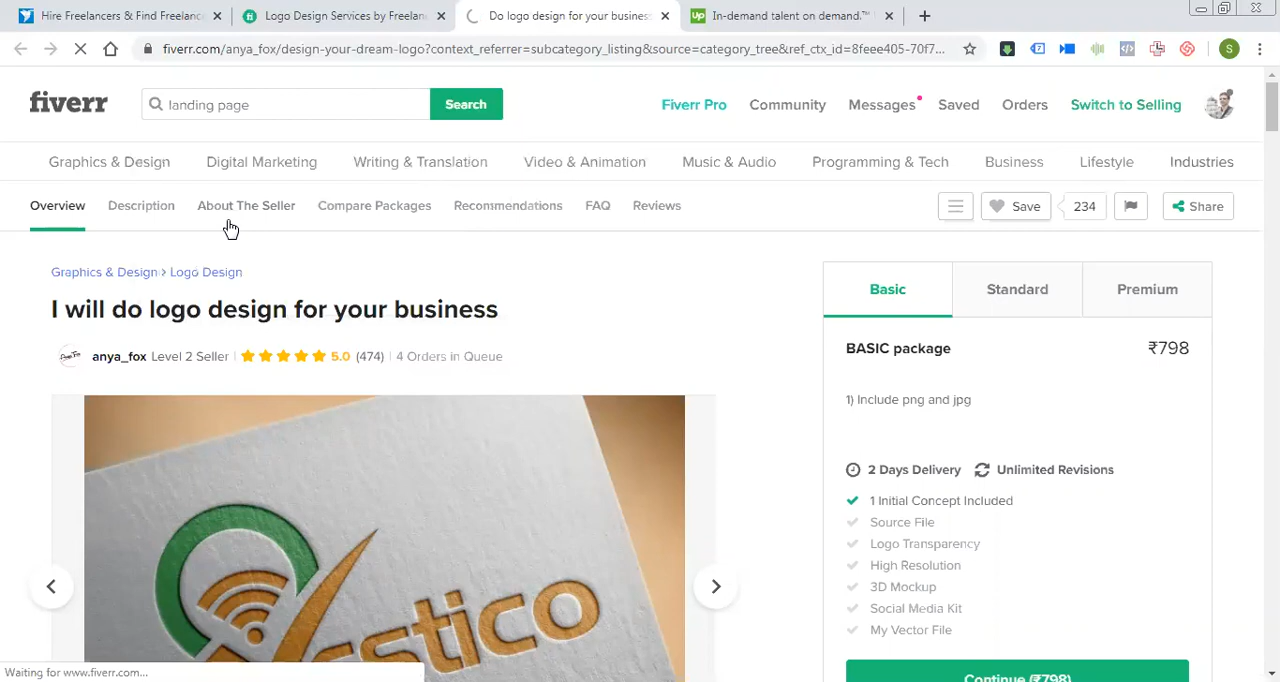 Hire Freelancers & Find Freelanc
Logo Design Services by Freelan
Do logo design for your busines
Up In-demand talent on demand.™
fiverr.com/anya_fox/design-your-dream-logo?context_referrer=subcategory_listing&source=category_tree&ref_ctx_id=8feee405-70f7...
S
fiverr landing page Search Fiverr Pro Community Messages Saved Orders Switch to Selling
Graphics & Design Digital Marketing Writing & Translation Video & Animation Music & Audio Programming & Tech Business Lifestyle Industries
Overview Description About The Seller Compare Packages Recommendations FAQ Reviews Save 234 Share
Graphics & Design › Logo Design
I will do logo design for your business
anya_fox Level 2 Seller 5.0 (474) 4 Orders in Queue
Basic Standard Premium
BASIC package ₹798
1) Include png and jpg
2 Days Delivery Unlimited Revisions
1 Initial Concept Included
Source File
Logo Transparency
High Resolution
3D Mockup
Social Media Kit
My Vector File
Continue (₹798)
Waiting for www.fiverr.com...